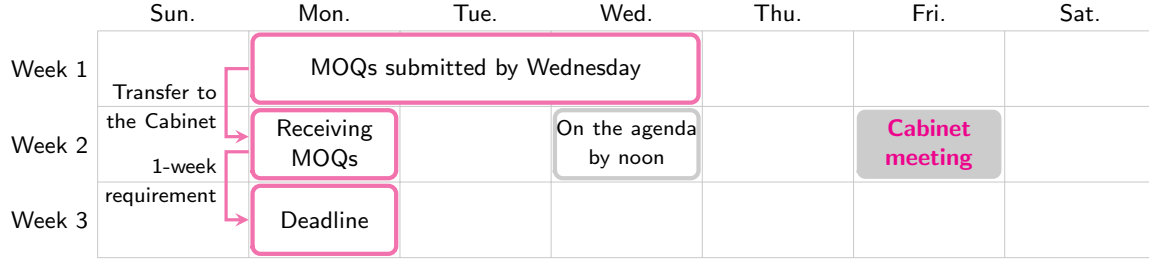 Sun. Mon. Tue. Wed. Thu. Fri. Sat.
Week 1
MOQs submitted by Wednesday
Transfer to
the Cabinet
Week 2
Receiving
MOQs
On the agenda
by noon
Cabinet
meeting
1-week
requirement
Week 3
Deadline